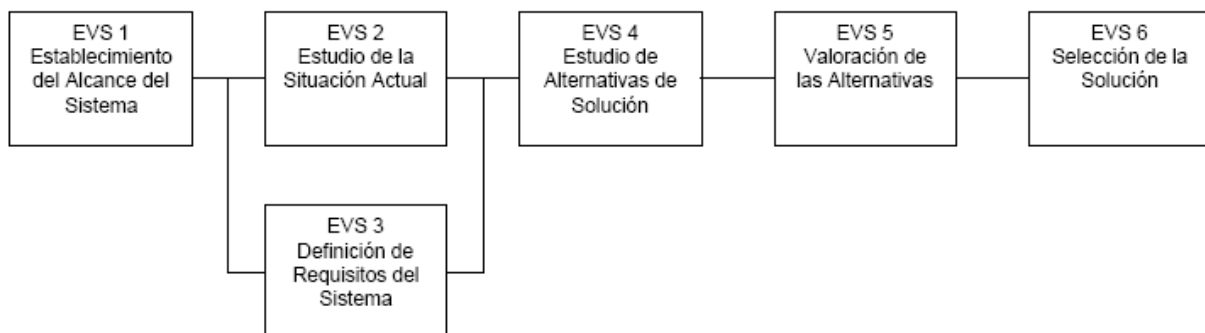 EVS 1
Establecimiento
del Alcance del
Sistema
EVS 2
Estudio de la
Situación Actual
EVS 4
Estudio de
Alternativas de
Solución
EVS 5
Valoración de
las Alternativas
EVS 6
Selección de la
Solución
EVS 3
Definición de
Requisitos del
Sistema